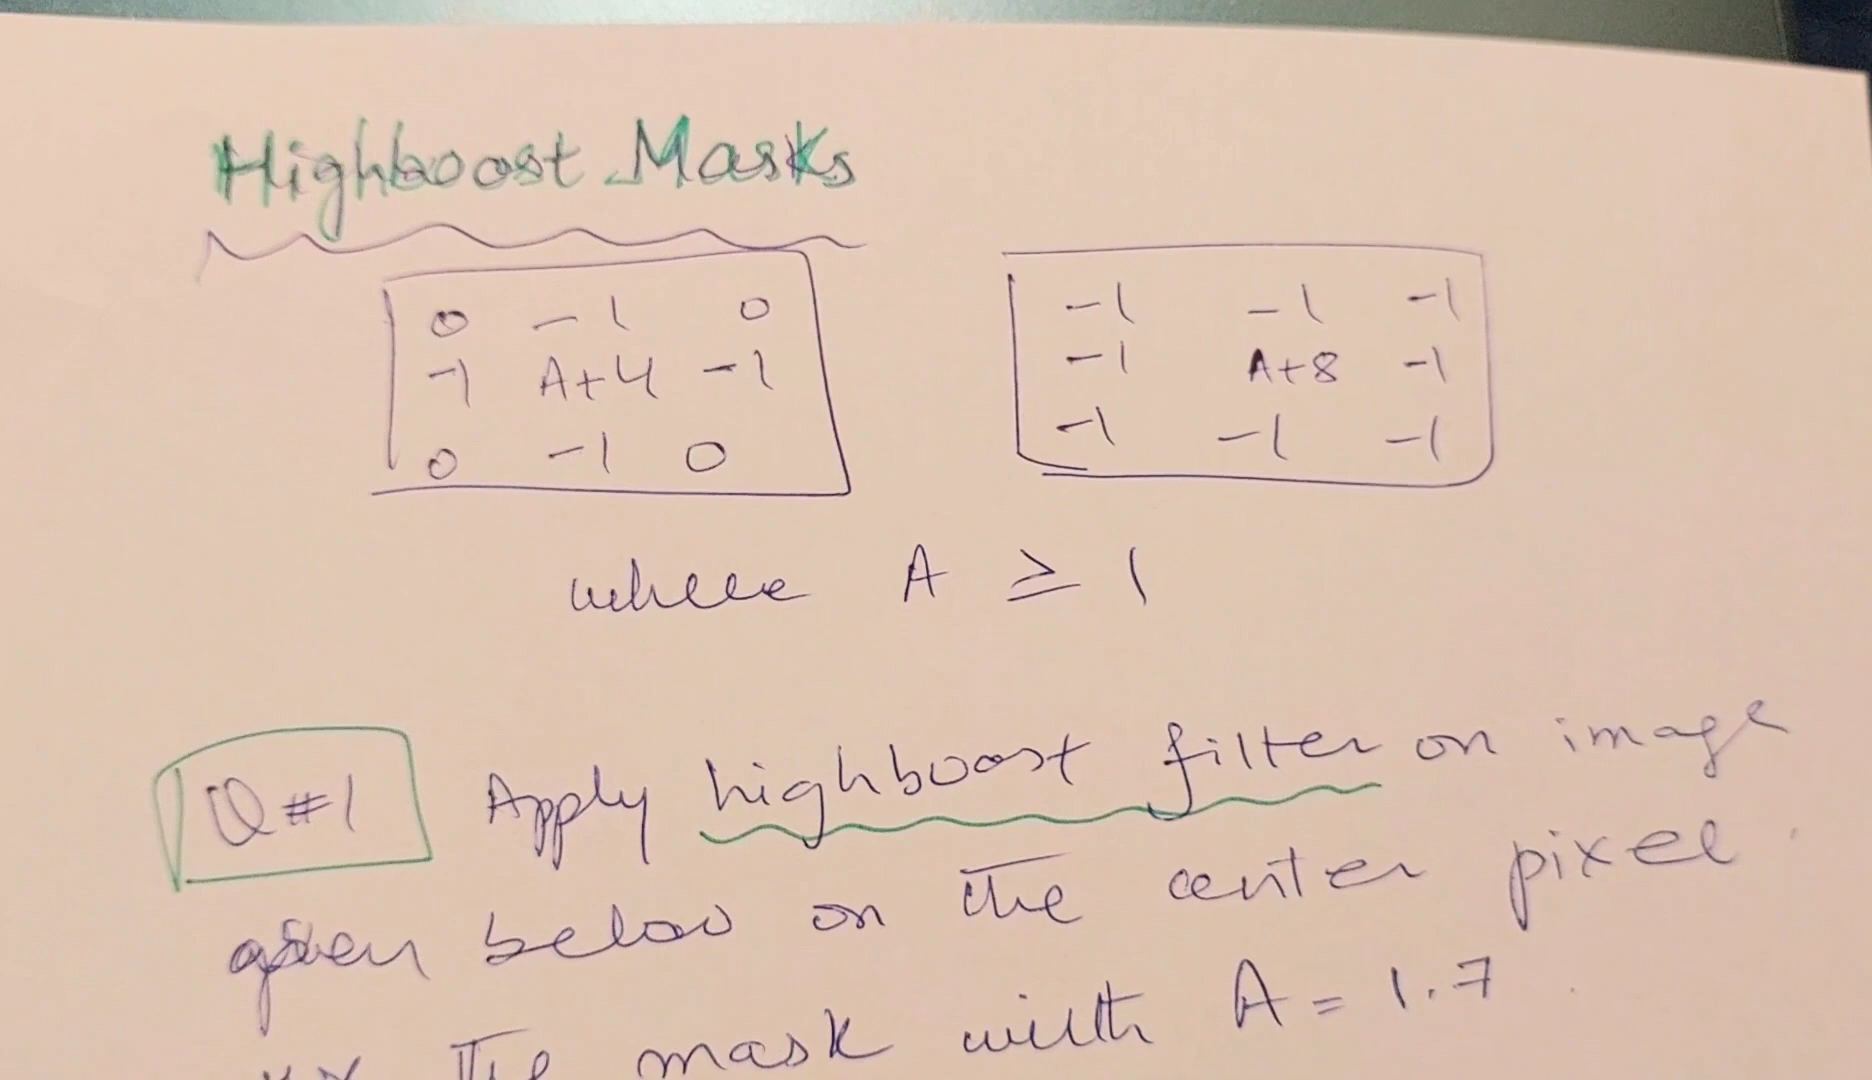 Highboost Masks
0 -1 0
-1 A+4 -1
0 -1 0
-1 -1 -1
-1 A+8 -1
-1 -1 -1
where A ≥ 1
Q#1 Apply highboost filter on image
given below on the center pixel.
The mask with A = 1.7